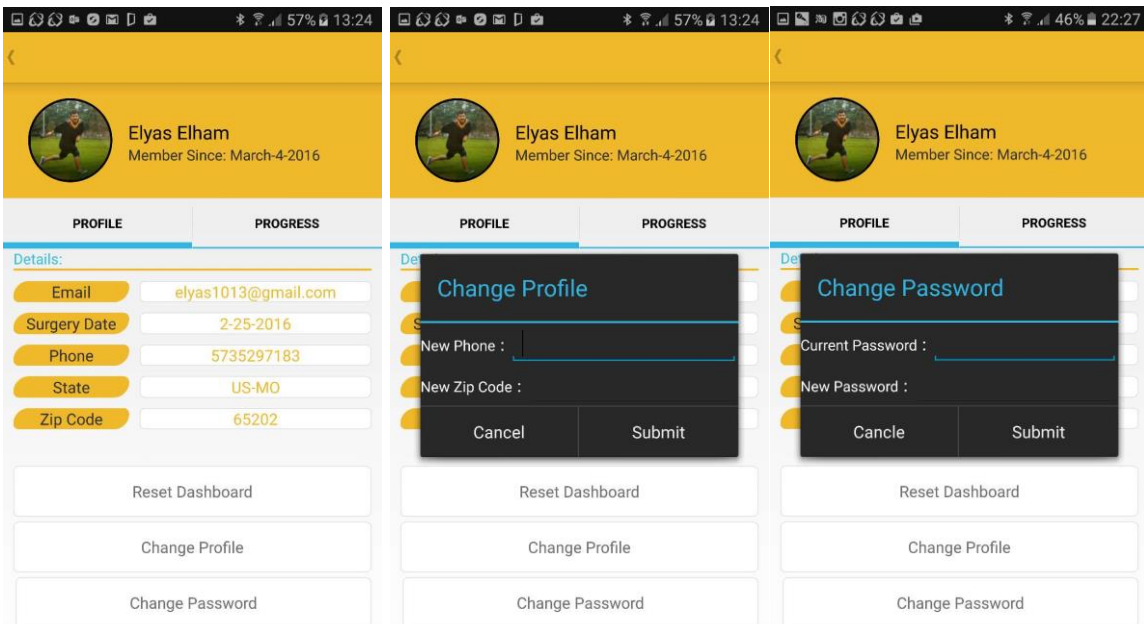 57% 13:24
Elyas Elham
Member Since: March-4-2016
PROFILE PROGRESS
Details:
Email elyas1013@gmail.com
Surgery Date 2-25-2016
Phone 5735297183
State US-MO
Zip Code 65202
Reset Dashboard
Change Profile
Change Password
57% 13:24
Elyas Elham
Member Since: March-4-2016
PROFILE PROGRESS
De
Change Profile
S
New Phone :
New Zip Code :
Cancel Submit
Reset Dashboard
Change Profile
Change Password
46% 22:27
Elyas Elham
Member Since: March-4-2016
PROFILE PROGRESS
De
Change Password
S
Current Password :
New Password :
Cancle Submit
Reset Dashboard
Change Profile
Change Password